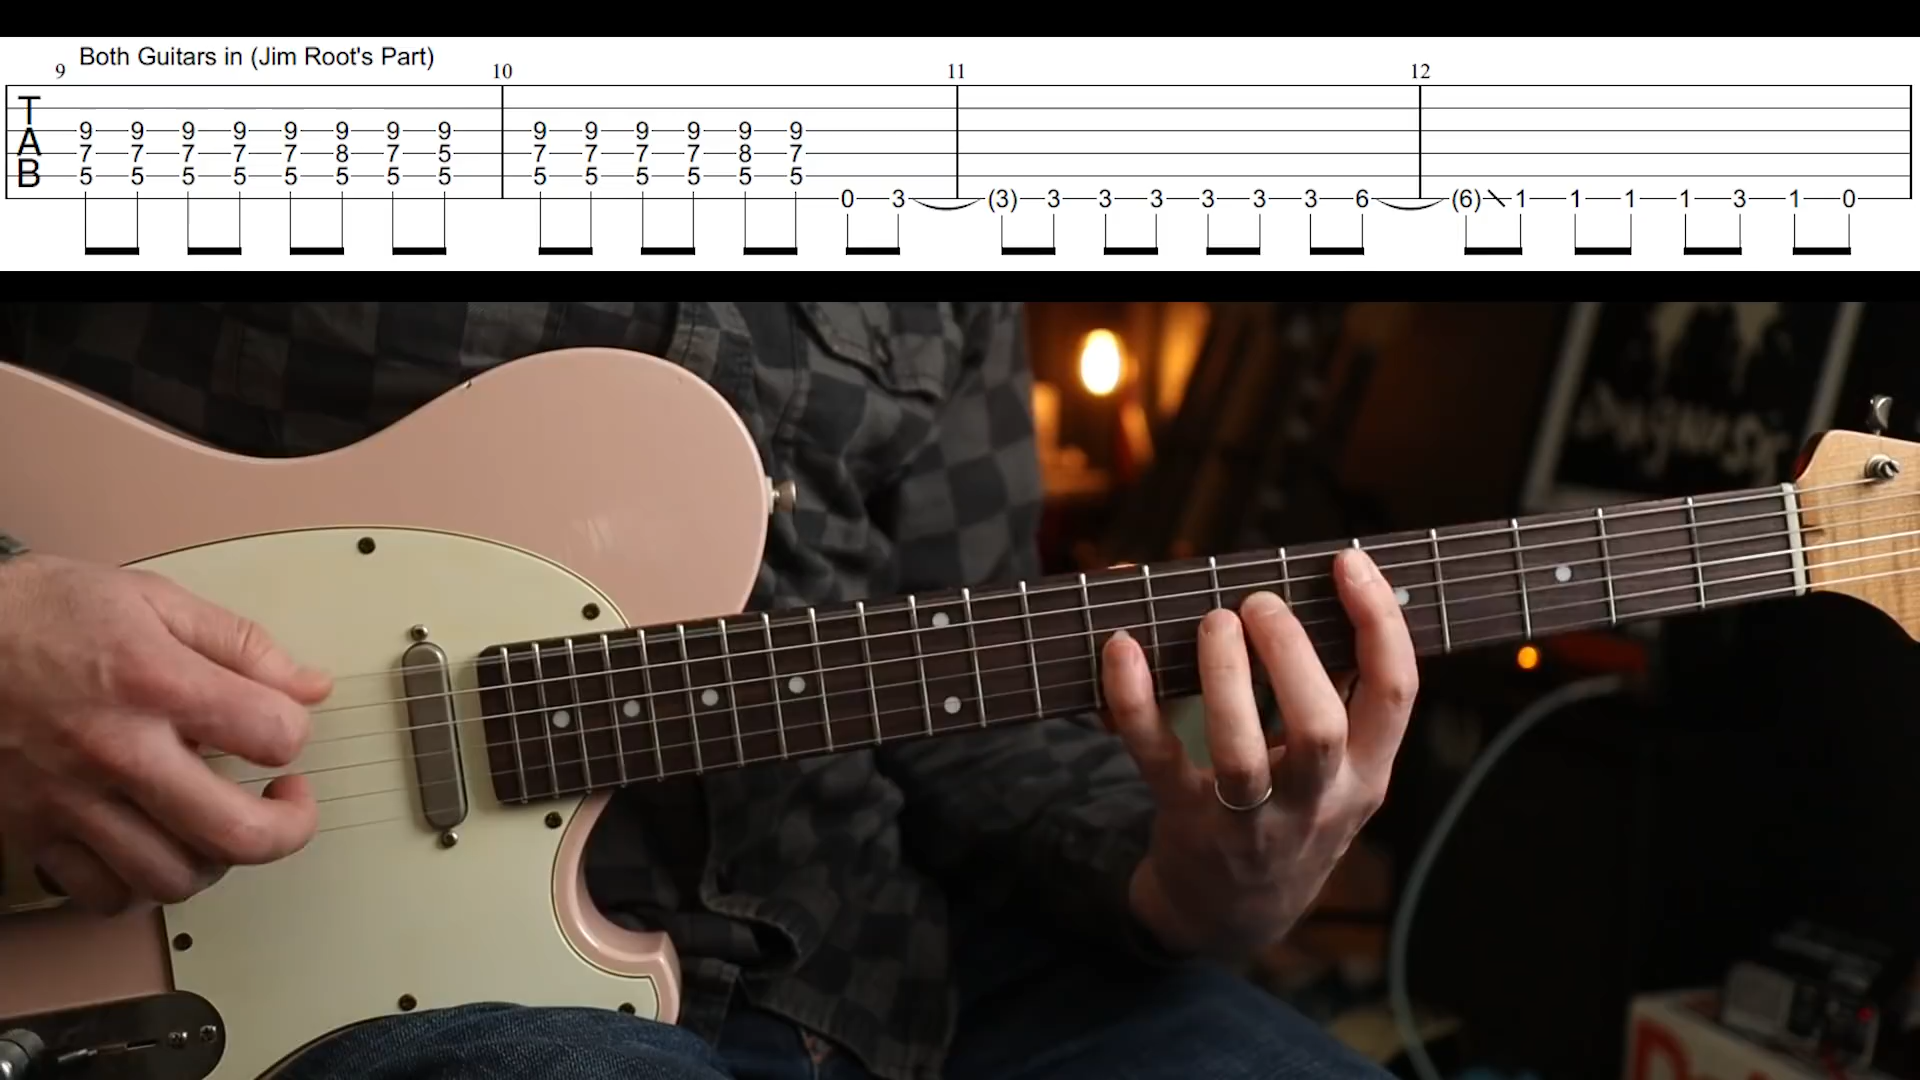 Both Guitars in (Jim Root's Part)
9 10 11 12
T
A
B
9 9 9 9 9 9 9 9 9 9 9 9 9 9
7 7 7 7 7 8 7 5 7 7 7 7 8 7
5 5 5 5 5 5 5 5 5 5 5 5 5 5
0 3 (3) 3 3 3 3 3 3 6 (6) 1 1 1 1 3 1 0